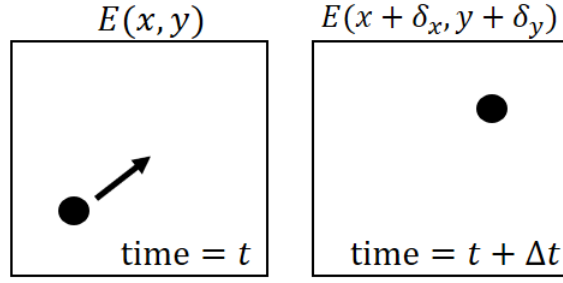 E(x, y)
E(x + δx, y + δy)
time = t
time = t + Δt